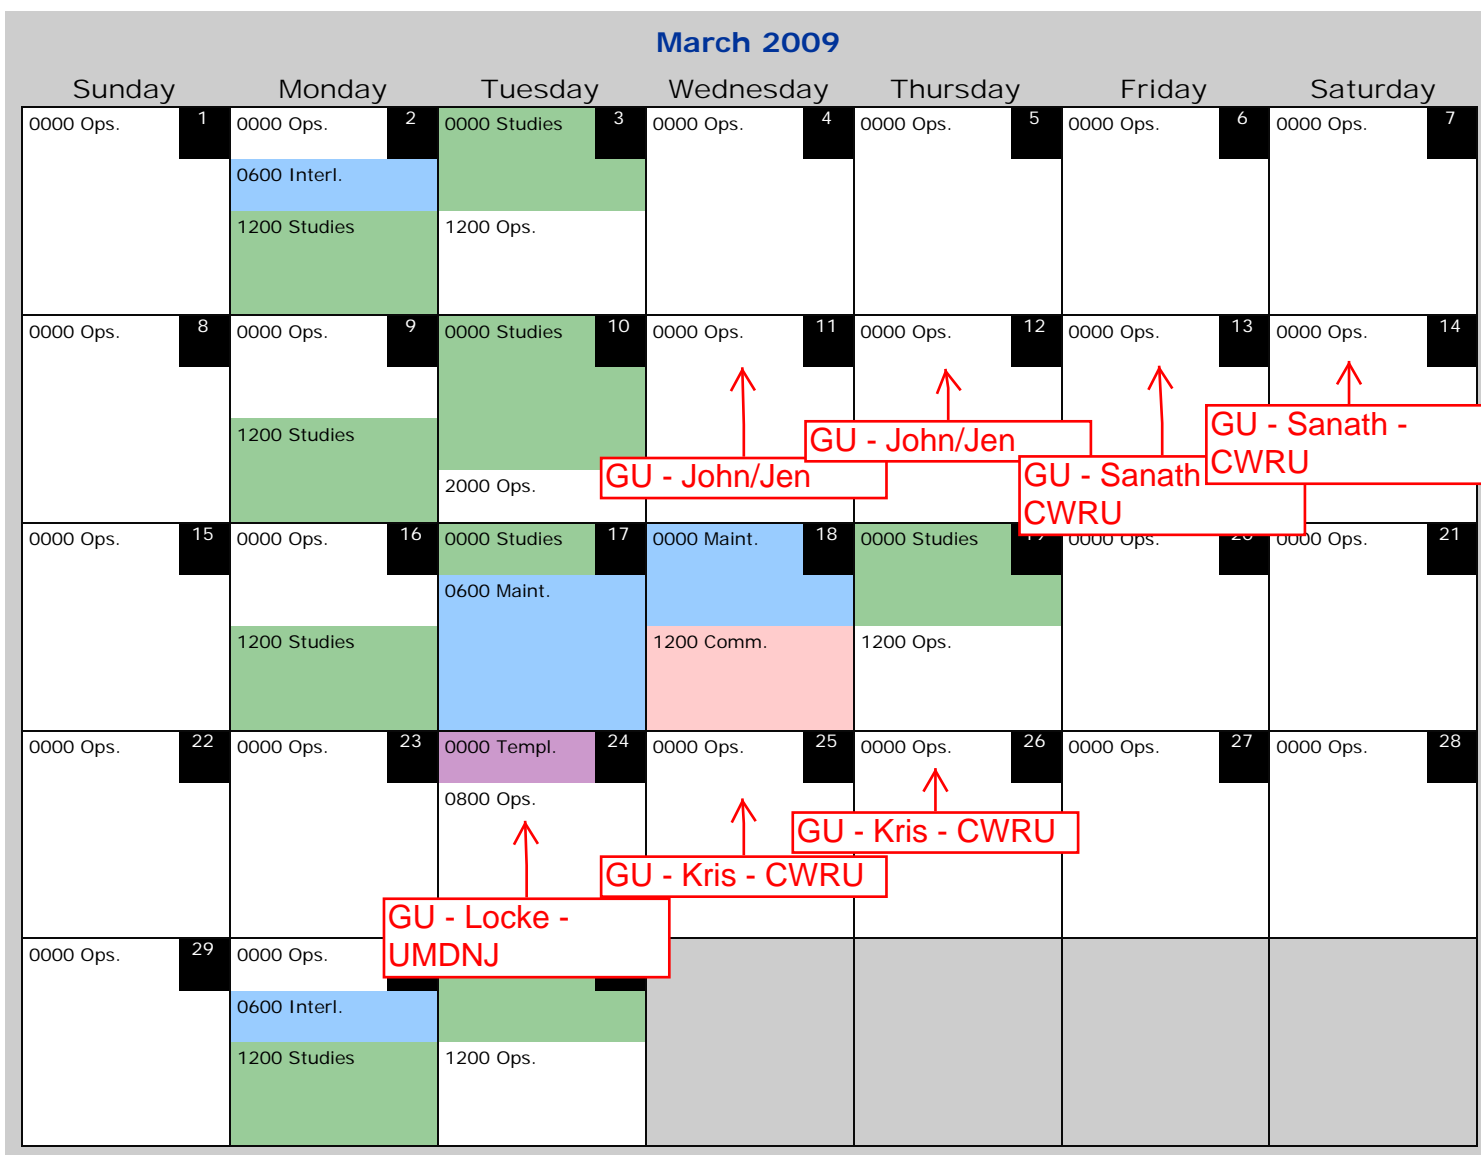 March 2009
Sunday Monday Tuesday Wednesday Thursday Friday Saturday
0000 Ops. 1 0000 Ops. 2 0000 Studies 3 0000 Ops. 4 0000 Ops. 5 0000 Ops. 6 0000 Ops. 7
0600 Interl.
1200 Studies 1200 Ops.
0000 Ops. 8 0000 Ops. 9 0000 Studies 10 0000 Ops. 11 0000 Ops. 12 0000 Ops. 13 0000 Ops. 14
1200 Studies
2000 Ops.
GU - John/Jen
GU - John/Jen
GU - Sanath
CWRU
GU - Sanath -
CWRU
0000 Ops. 15 0000 Ops. 16 0000 Studies 17 0000 Maint. 18 0000 Studies 19 0000 Ops. 20 0000 Ops. 21
0600 Maint.
1200 Studies 1200 Comm. 1200 Ops.
0000 Ops. 22 0000 Ops. 23 0000 Templ. 24 0000 Ops. 25 0000 Ops. 26 0000 Ops. 27 0000 Ops. 28
0800 Ops.
GU - Locke -
UMDNJ
GU - Kris - CWRU
GU - Kris - CWRU
0000 Ops. 29 0000 Ops.
0600 Interl.
1200 Studies 1200 Ops.